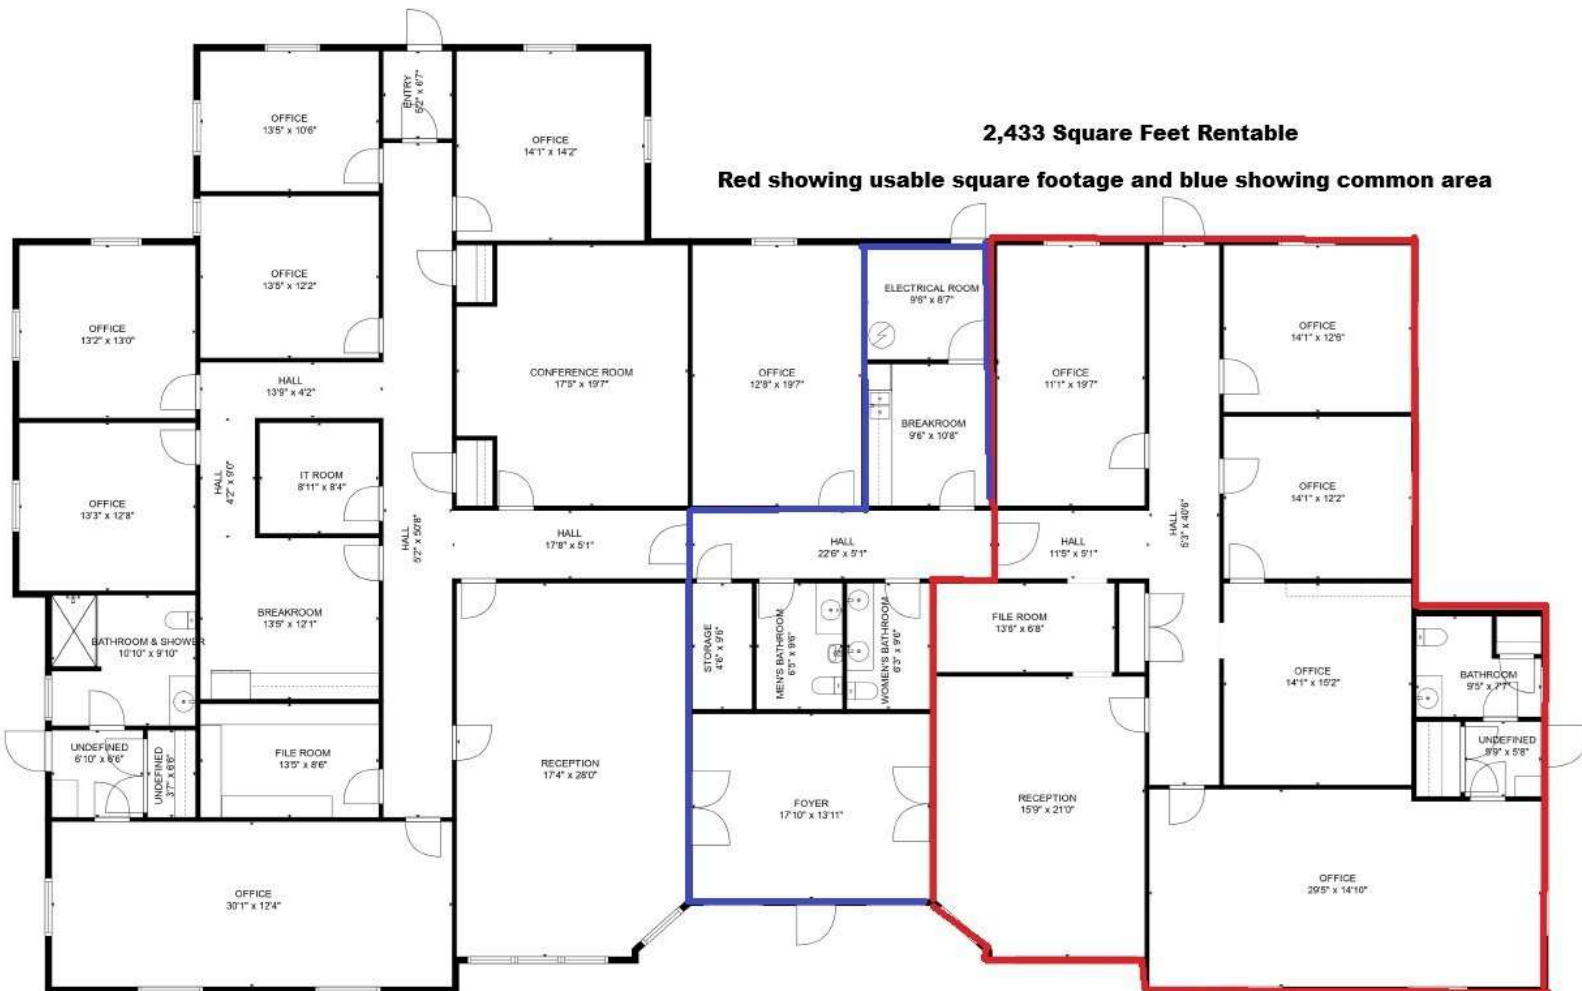 2,433 Square Feet Rentable
Red showing usable square footage and blue showing common area
OFFICE
13'5" x 10'6"
ENTRY
5'2" x 6'7"
OFFICE
14'1" x 14'2"
OFFICE
13'2" x 13'0"
OFFICE
13'5" x 12'2"
HALL
13'9" x 4'2"
CONFERENCE ROOM
17'5" x 19'7"
OFFICE
12'8" x 19'7"
ELECTRICAL ROOM
9'6" x 8'7"
BREAKROOM
9'6" x 10'8"
OFFICE
11'1" x 19'7"
OFFICE
14'1" x 12'6"
OFFICE
14'1" x 12'2"
OFFICE
13'3" x 12'8"
HALL
4'2" x 9'0"
IT ROOM
8'11" x 8'4"
HALL
5'2" x 50'8"
HALL
17'8" x 5'1"
HALL
22'6" x 5'1"
HALL
11'5" x 5'1"
HALL
5'3" x 40'6"
BATHROOM & SHOWER
10'10" x 9'10"
BREAKROOM
13'5" x 12'1"
STORAGE
4'6" x 9'6"
MEN'S BATHROOM
6'5" x 9'6"
WOMEN'S BATHROOM
6'3" x 9'6"
FILE ROOM
13'6" x 6'8"
OFFICE
14'1" x 15'2"
BATHROOM
9'5" x 7'7"
UNDEFINED
6'10" x 6'6"
UNDEFINED
3'7" x 6'6"
FILE ROOM
13'5" x 8'6"
RECEPTION
17'4" x 28'0"
FOYER
17'10" x 13'11"
RECEPTION
15'9" x 21'0"
UNDEFINED
9'9" x 5'8"
OFFICE
30'1" x 12'4"
OFFICE
29'5" x 14'10"